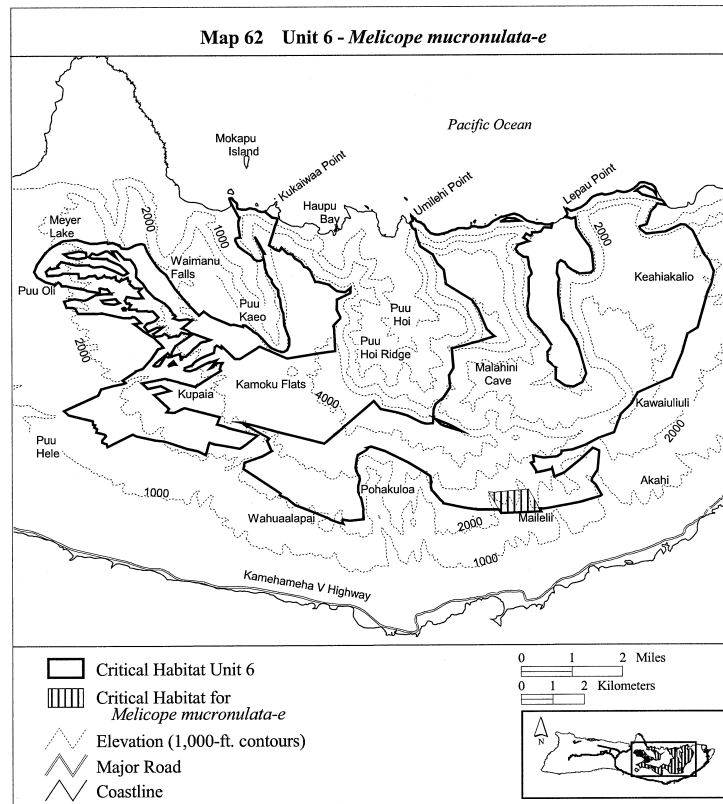 Map 62 Unit 6 - Melicope mucronulata-e
Pacific Ocean
Mokapu
Island
Kukaiwaa Point
Haupu
Bay
Umilehi Point
Lepau Point
Meyer
Lake
2000
1000
2000
Waimanu
Falls
Keahiakalio
Puu Oli
Puu
Kaeo
Puu
Hoi
Puu
Hoi Ridge
2000
Malahini
Cave
Kupaia
Kamoku Flats
4000
Kawaiuliuli
2000
Puu
Hele
1000
Pohakuloa
Akahi
Wahuaalapai
2000
Mailelii
1000
Kamehameha V Highway
Critical Habitat Unit 6
Critical Habitat for
Melicope mucronulata-e
Elevation (1,000-ft. contours)
Major Road
Coastline
0 1 2 Miles
0 1 2 Kilometers
N